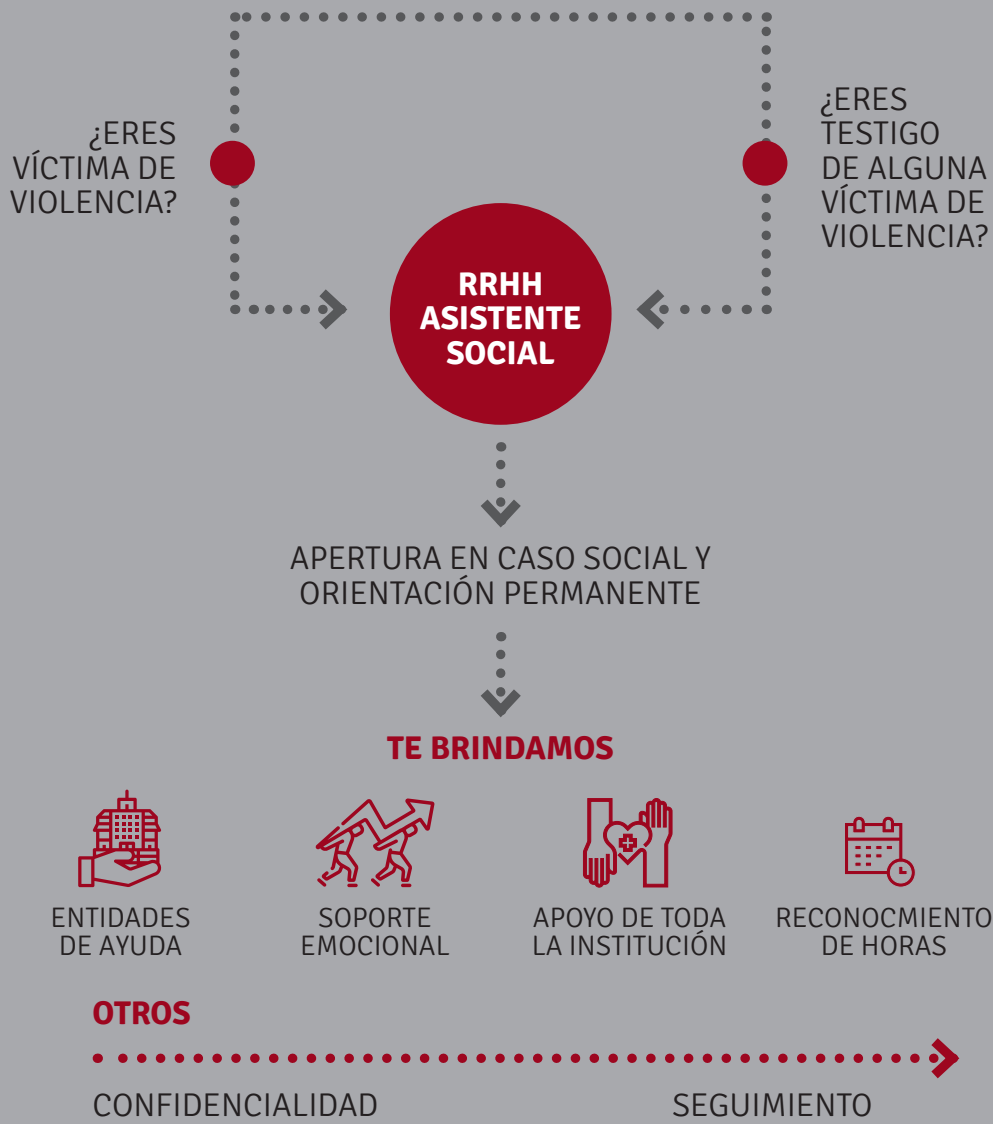 ¿ERES
VÍCTIMA DE
VIOLENCIA?
¿ERES
TESTIGO
DE ALGUNA
VÍCTIMA DE
VIOLENCIA?
RRHH
ASISTENTE
SOCIAL
APERTURA EN CASO SOCIAL Y
ORIENTACIÓN PERMANENTE
TE BRINDAMOS
ENTIDADES
DE AYUDA
SOPORTE
EMOCIONAL
APOYO DE TODA
LA INSTITUCIÓN
RECONOCMIENTO
DE HORAS
OTROS
CONFIDENCIALIDAD
SEGUIMIENTO